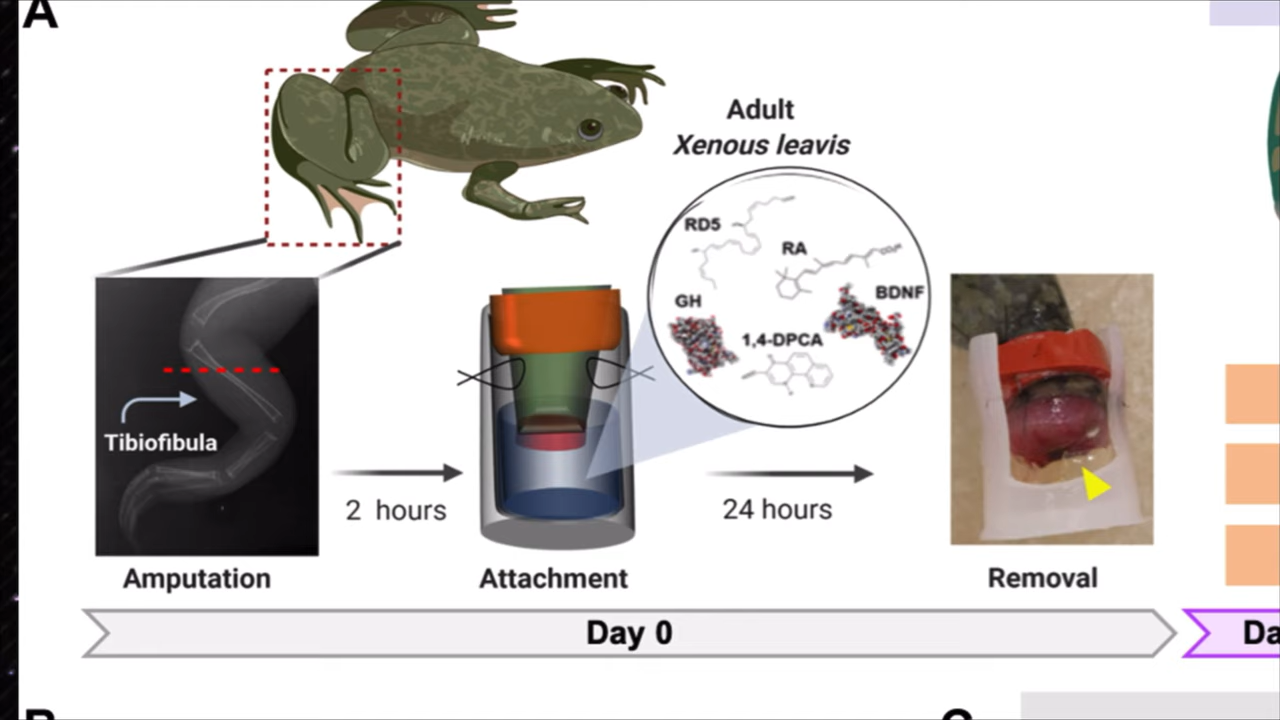 A
Adult
Xenous leavis
RD5
RA
GH
BDNF
1,4-DPCA
Tibiofibula
2 hours
24 hours
Amputation
Attachment
Removal
Day 0
Da
B
C